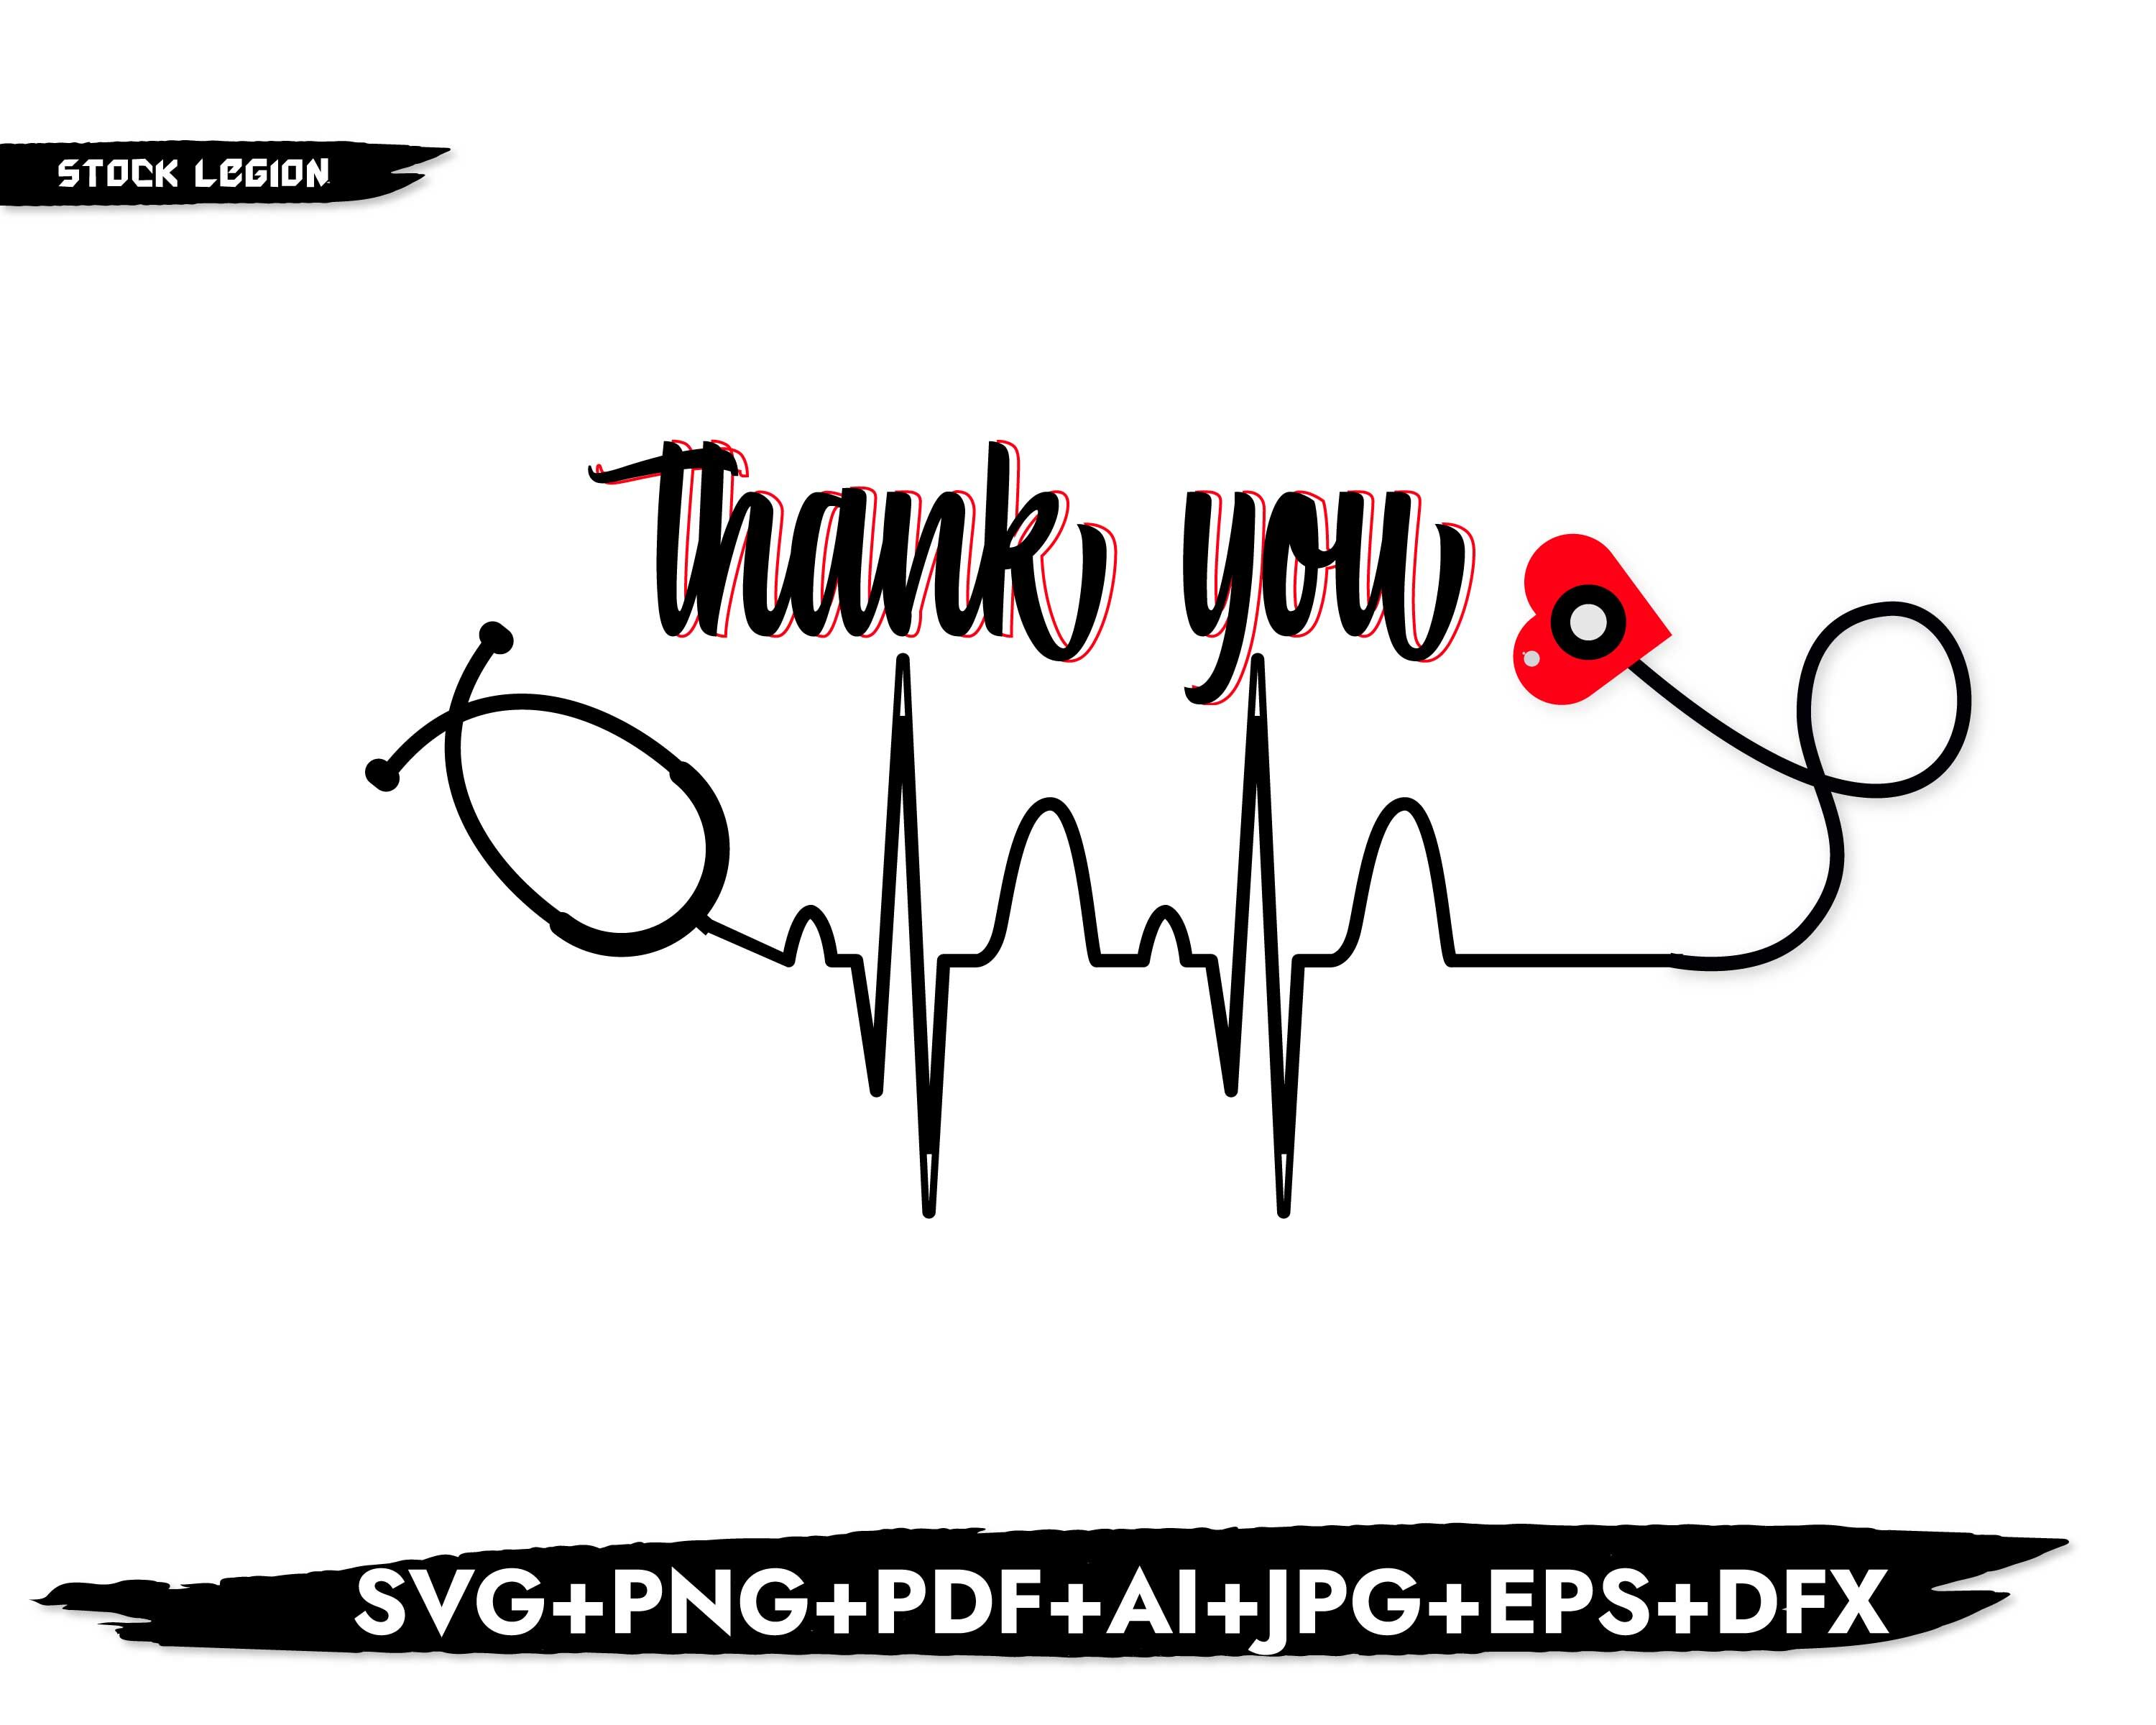 STOCK LEGION
Thank you
SVG+PNG+PDF+AI+JPG+EPS+DFX